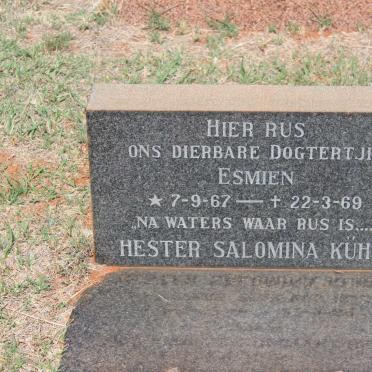 HIER RUS
ONS DIERBARE DOGTERTJI
ESMIEN
★ 7-9-67 — † 22-3-69
„NA WATERS WAAR RUS IS....
HESTER SALOMINA KÜH